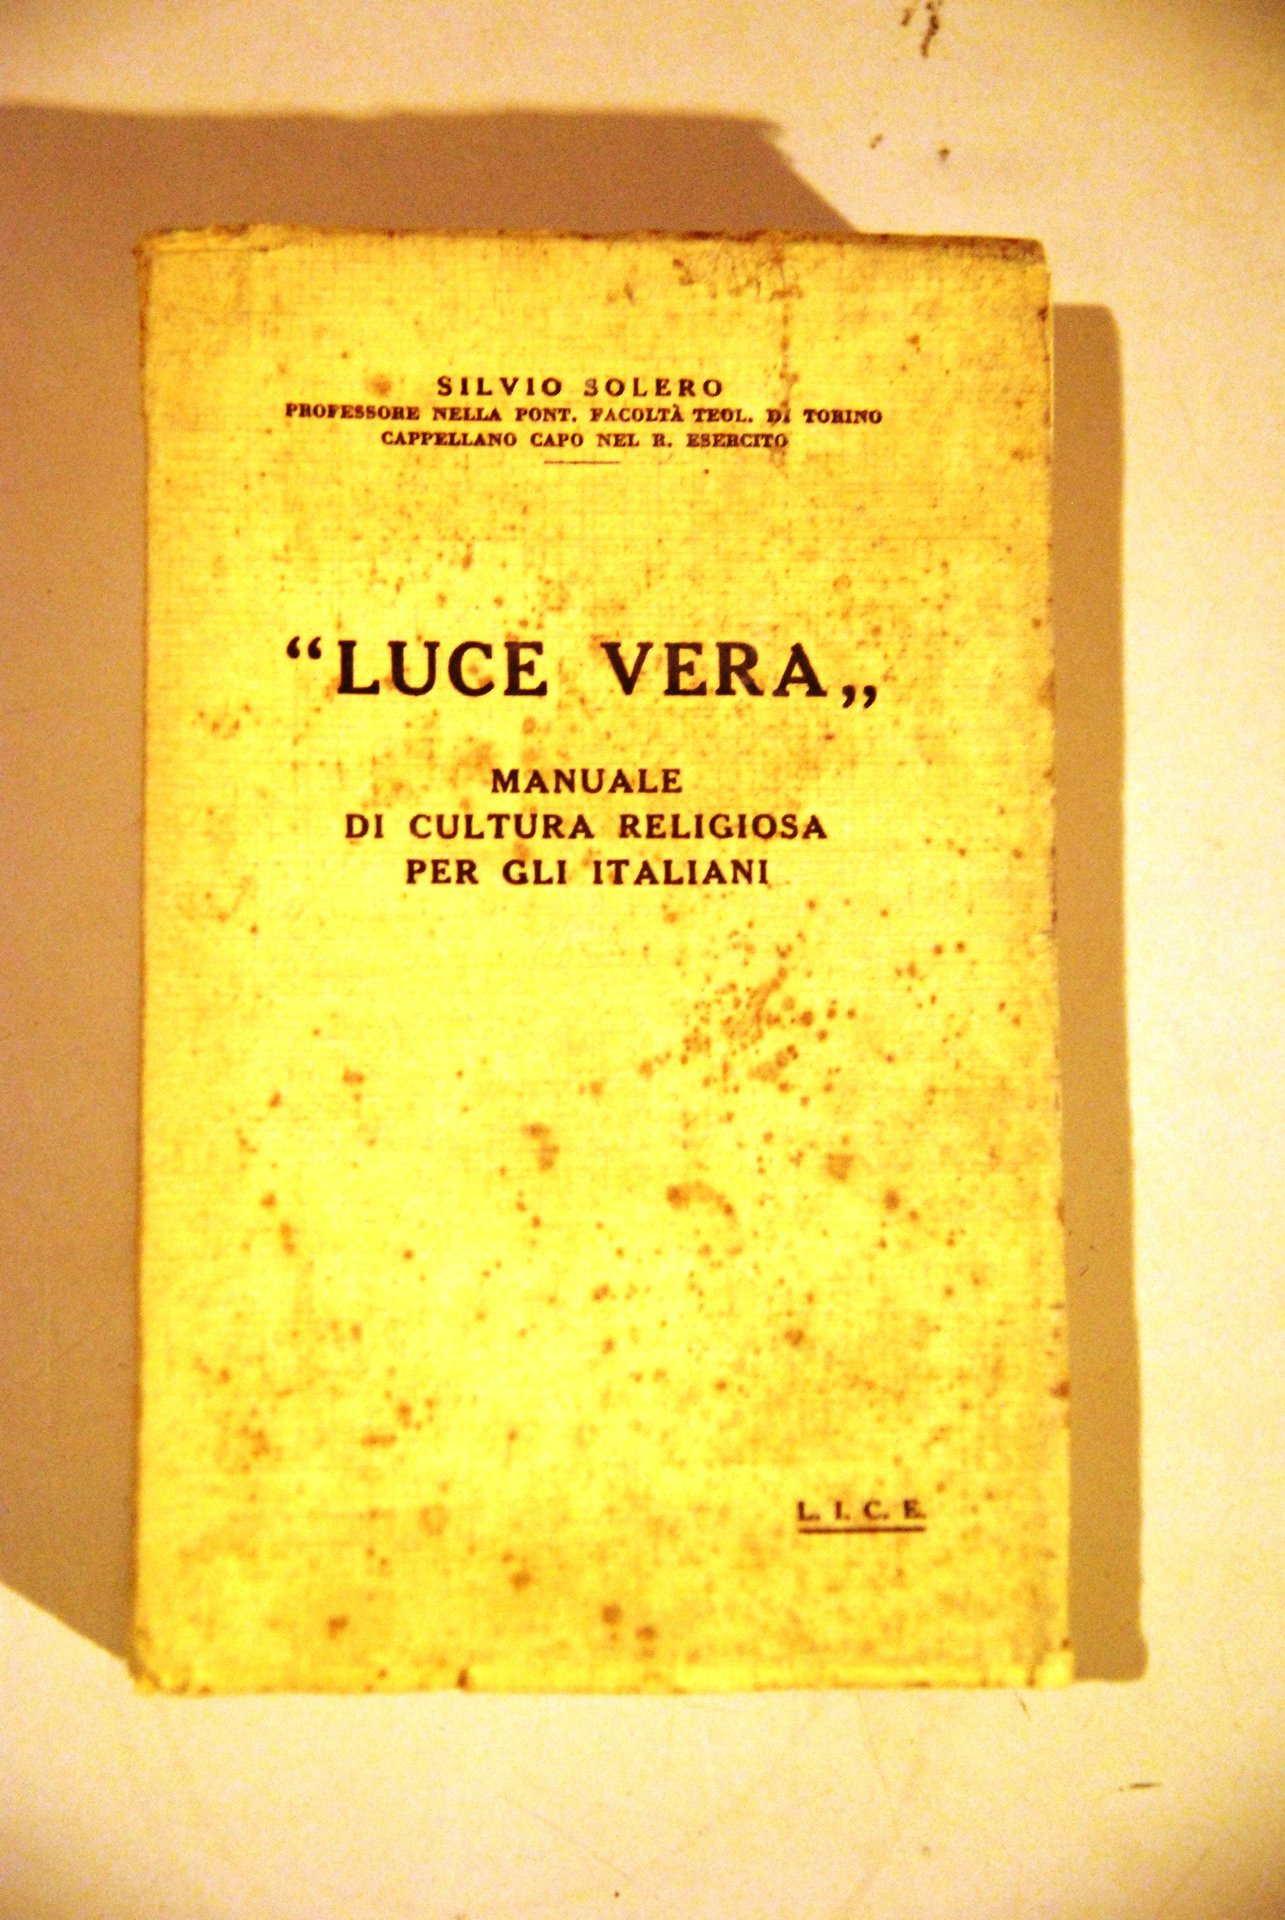 SILVIO SOLERO
PROFESSORE NELLA PONT. FACOLTÀ TEOL. DI TORINO
CAPPELLANO CAPO NEL R. ESERCITO
“LUCE VERA„
MANUALE
DI CULTURA RELIGIOSA
PER GLI ITALIANI
L. I. C. E.